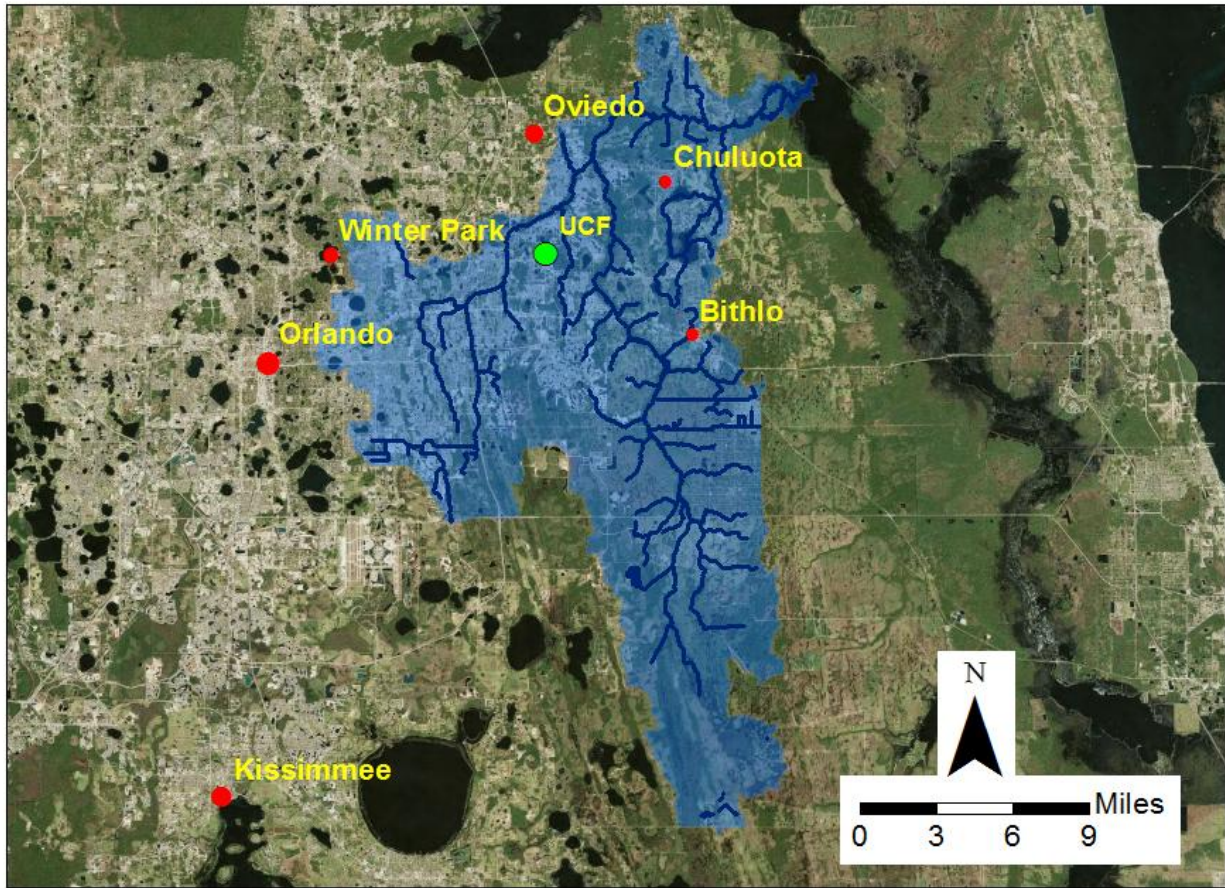 Oviedo
Chuluota
UCF
Winter Park
Bithlo
Orlando
Kissimmee
N
Miles
0 3 6 9